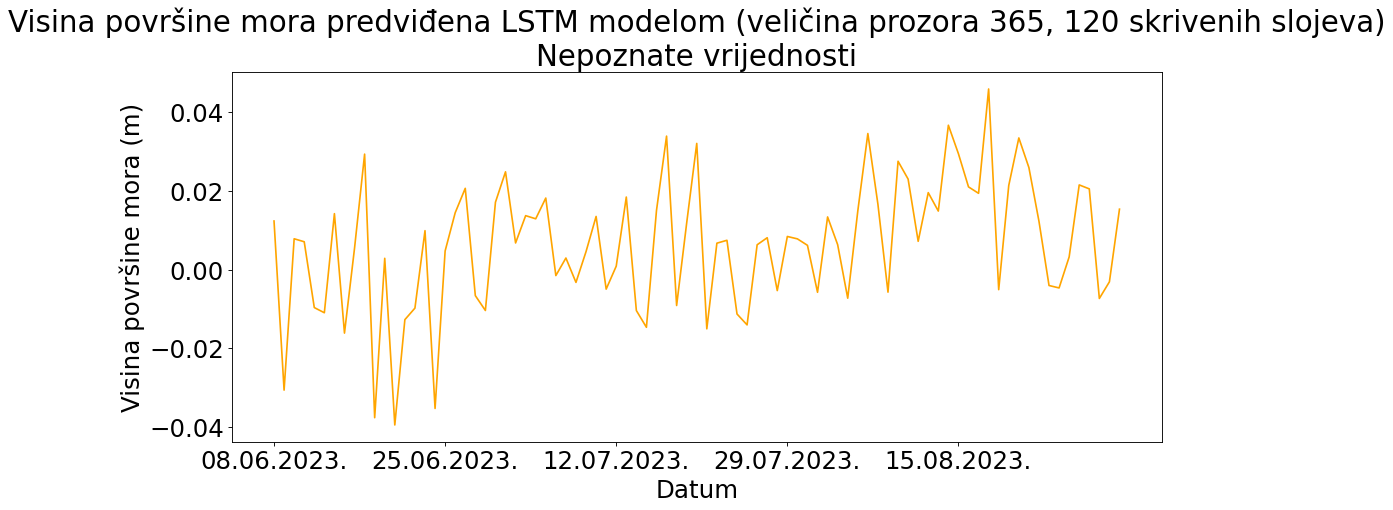 Visina površine mora predviđena LSTM modelom (veličina prozora 365, 120 skrivenih slojeva)
Nepoznate vrijednosti
Visina površine mora (m)
0.04
0.02
0.00
−0.02
−0.04
08.06.2023. 25.06.2023. 12.07.2023. 29.07.2023. 15.08.2023.
Datum